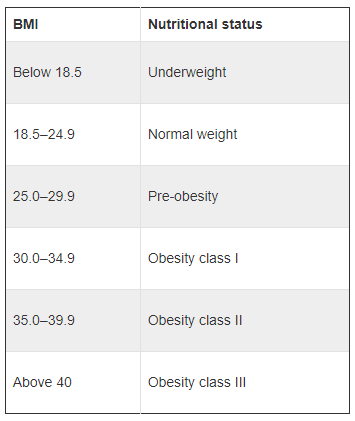 BMI Nutritional status
Below 18.5 Underweight
18.5–24.9 Normal weight
25.0–29.9 Pre-obesity
30.0–34.9 Obesity class I
35.0–39.9 Obesity class II
Above 40 Obesity class III